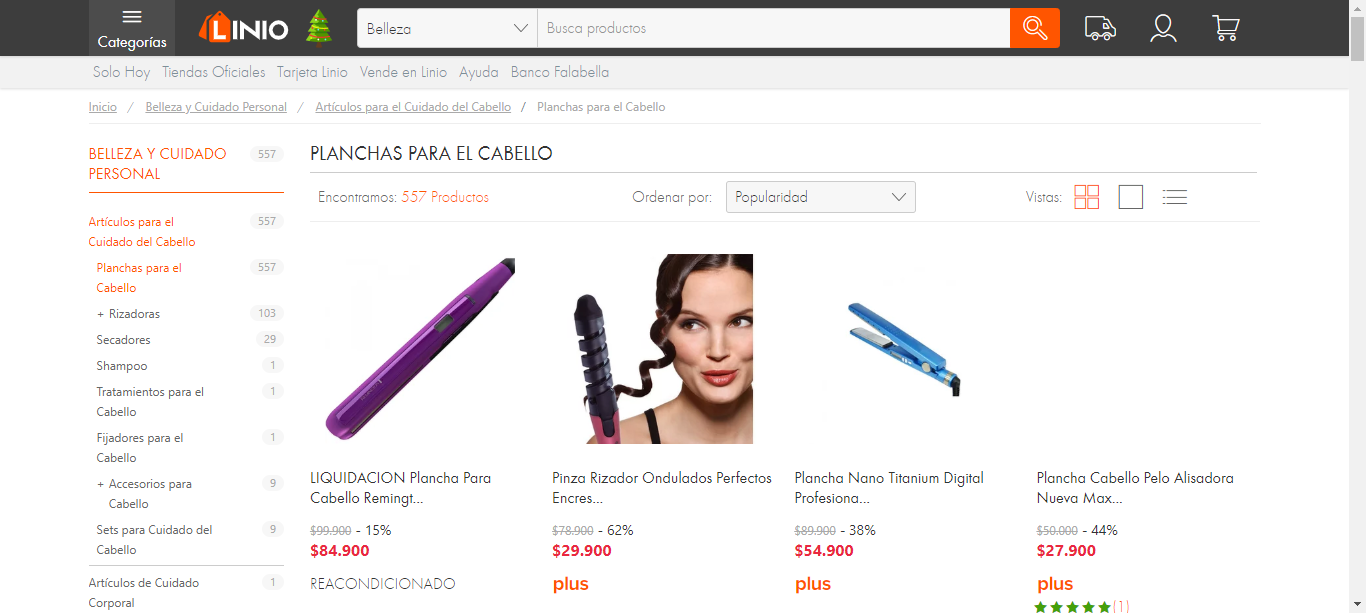 Categorías
LINIO
Belleza
Busca productos
Solo Hoy Tiendas Oficiales Tarjeta Linio Vende en Linio Ayuda Banco Falabella
Inicio / Belleza y Cuidado Personal / Artículos para el Cuidado del Cabello / Planchas para el Cabello
BELLEZA Y CUIDADO 557
PERSONAL
Artículos para el 557
Cuidado del Cabello
Planchas para el 557
Cabello
+ Rizadoras 103
Secadores 29
Shampoo 1
Tratamientos para el 1
Cabello
Fijadores para el 1
Cabello
+ Accesorios para 9
Cabello
Sets para Cuidado del 9
Cabello
Artículos de Cuidado 1
Corporal
PLANCHAS PARA EL CABELLO
Encontramos: 557 Productos
Ordenar por: Popularidad
Vistas:
LIQUIDACION Plancha Para
Cabello Remingt...
$99.900 - 15%
$84.900
REACONDICIONADO
Pinza Rizador Ondulados Perfectos
Encres...
$78.900 - 62%
$29.900
plus
Plancha Nano Titanium Digital
Profesiona...
$89.900 - 38%
$54.900
plus
Plancha Cabello Pelo Alisadora
Nueva Max...
$50.000 - 44%
$27.900
plus
(1)